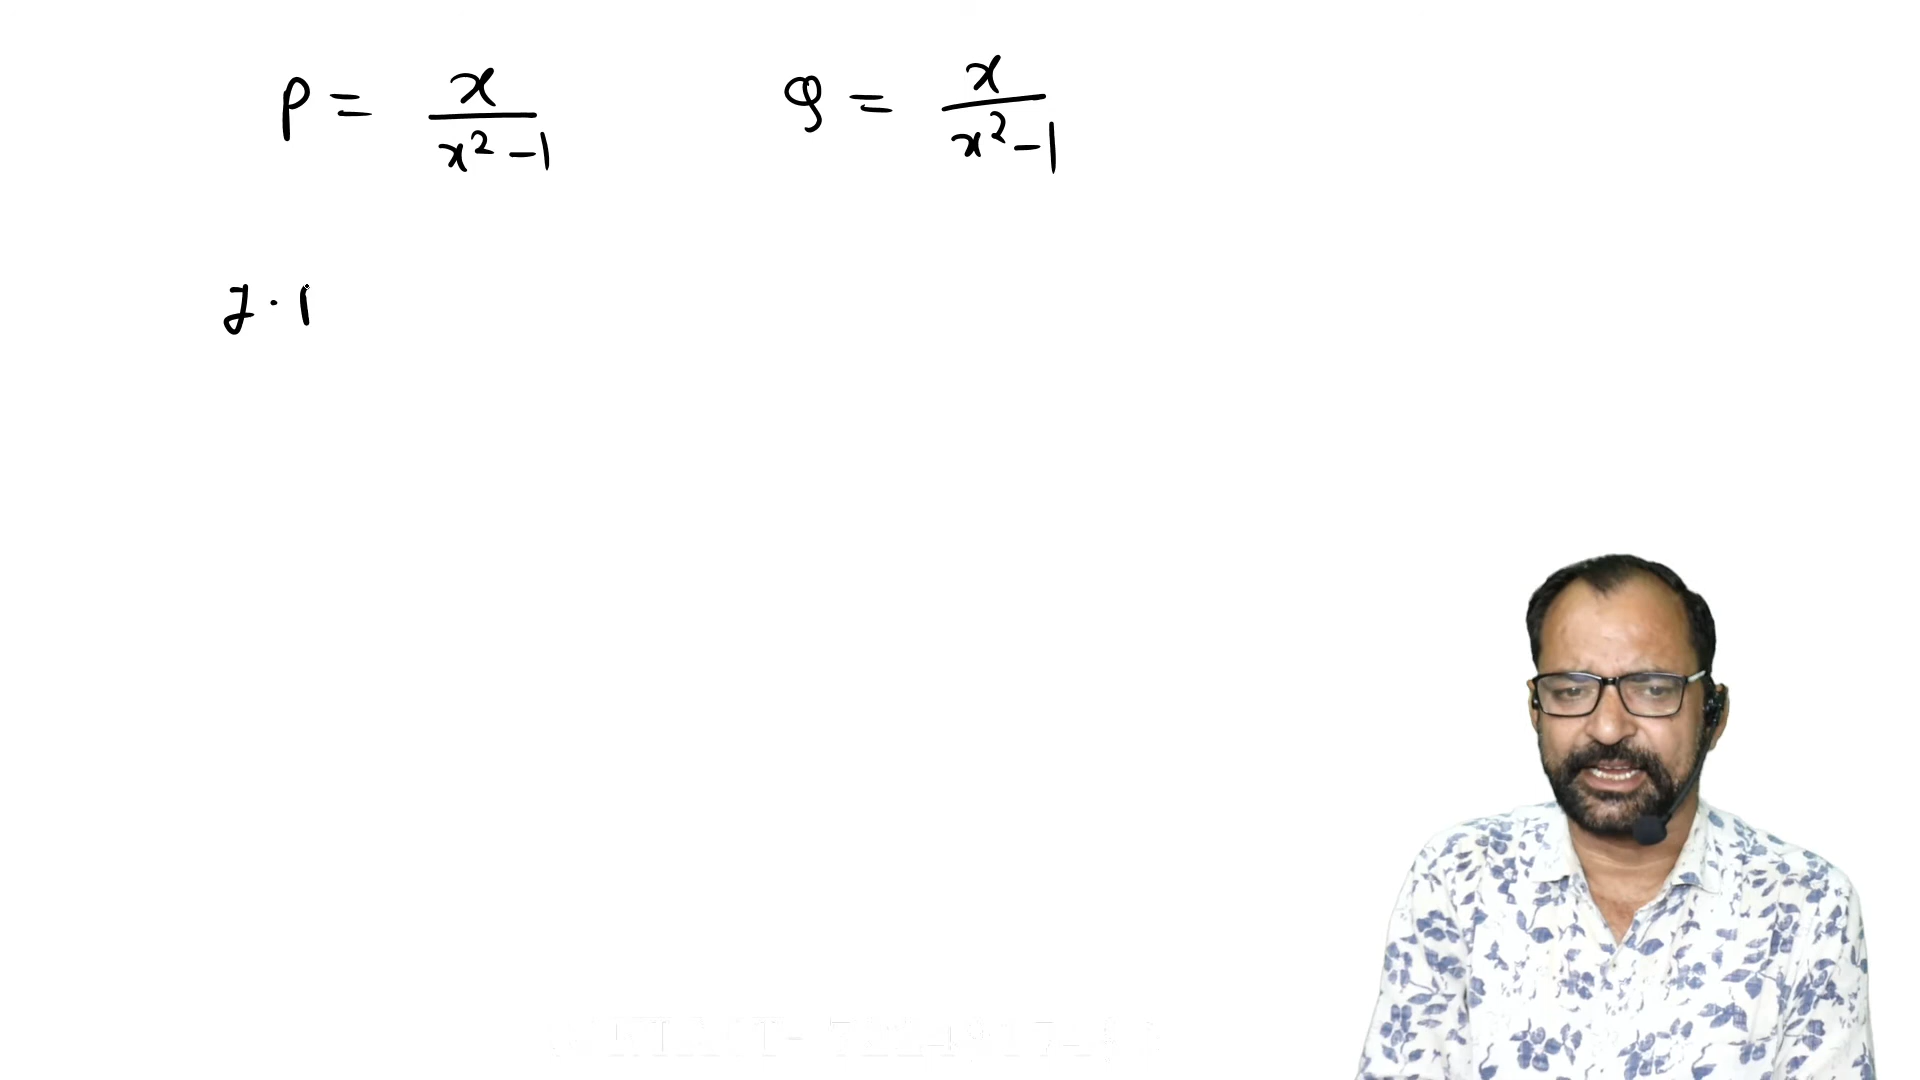 P = x / (x² - 1)    Q = x / (x² - 1)
I.